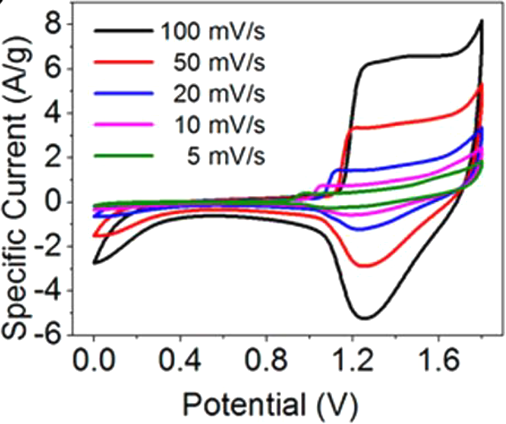 8
6
4
2
0
-2
-4
-6
Specific Current (A/g)
100 mV/s
50 mV/s
20 mV/s
10 mV/s
5 mV/s
0.0 0.4 0.8 1.2 1.6
Potential (V)